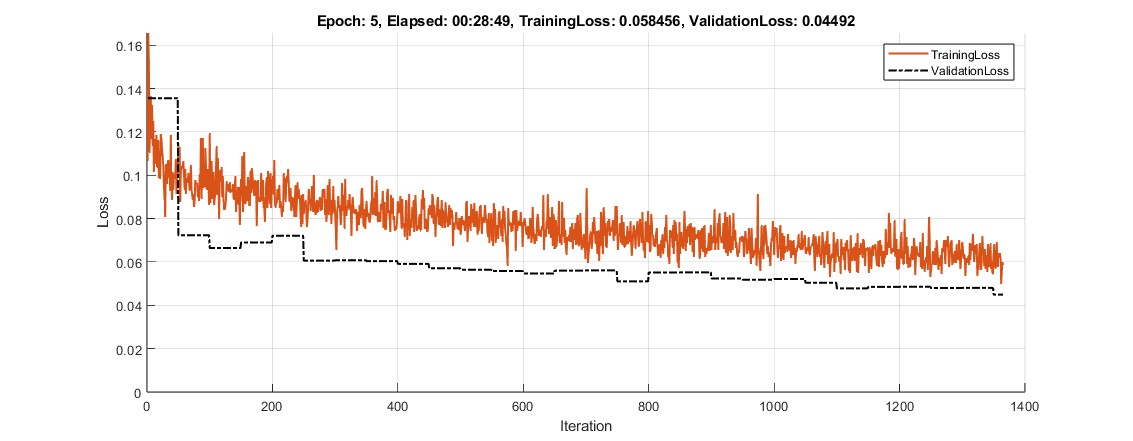 Epoch: 5, Elapsed: 00:28:49, TrainingLoss: 0.058456, ValidationLoss: 0.04492
TrainingLoss
ValidationLoss
0.16
0.14
0.12
0.1
0.08
0.06
0.04
0.02
0
Loss
0 200 400 600 800 1000 1200 1400
Iteration